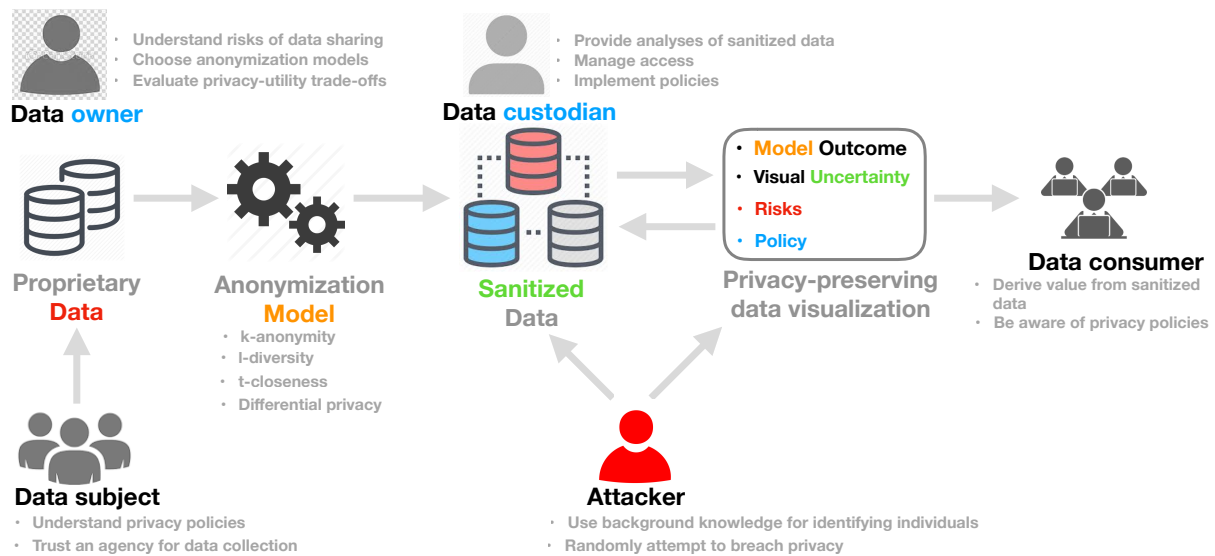 • Understand risks of data sharing
• Choose anonymization models
• Evaluate privacy-utility trade-offs
Data owner
• Provide analyses of sanitized data
• Manage access
• Implement policies
Data custodian
Proprietary
Data
Anonymization
Model
• k-anonymity
• l-diversity
• t-closeness
• Differential privacy
Sanitized
Data
• Model Outcome
• Visual Uncertainty
• Risks
• Policy
Privacy-preserving
data visualization
Data consumer
• Derive value from sanitized
data
• Be aware of privacy policies
Data subject
• Understand privacy policies
• Trust an agency for data collection
Attacker
• Use background knowledge for identifying individuals
• Randomly attempt to breach privacy